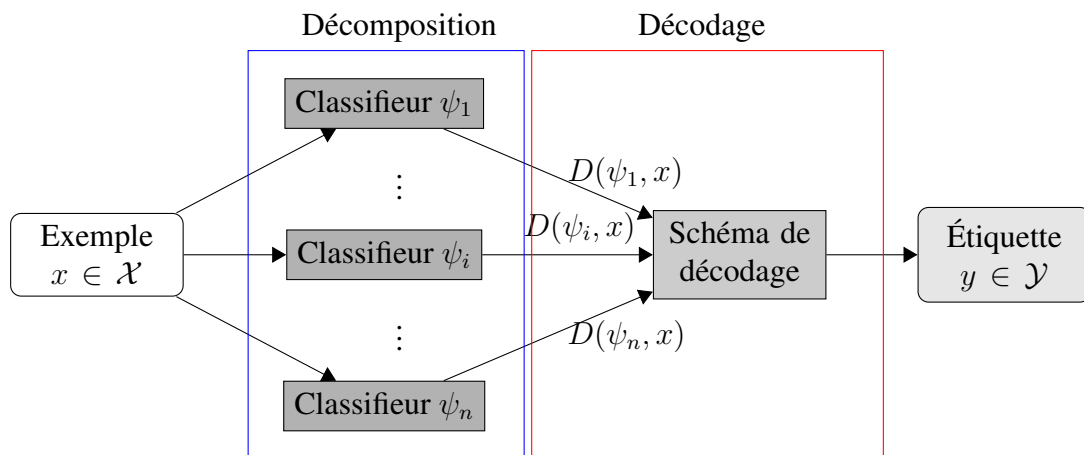 Décomposition
Décodage
Classifieur ψ₁
D(ψ₁, x)
⋮
Exemple
x ∈ 𝒳
Classifieur ψᵢ
D(ψᵢ, x)
Schéma de
décodage
Étiquette
y ∈ 𝒴
⋮
D(ψₙ, x)
Classifieur ψₙ